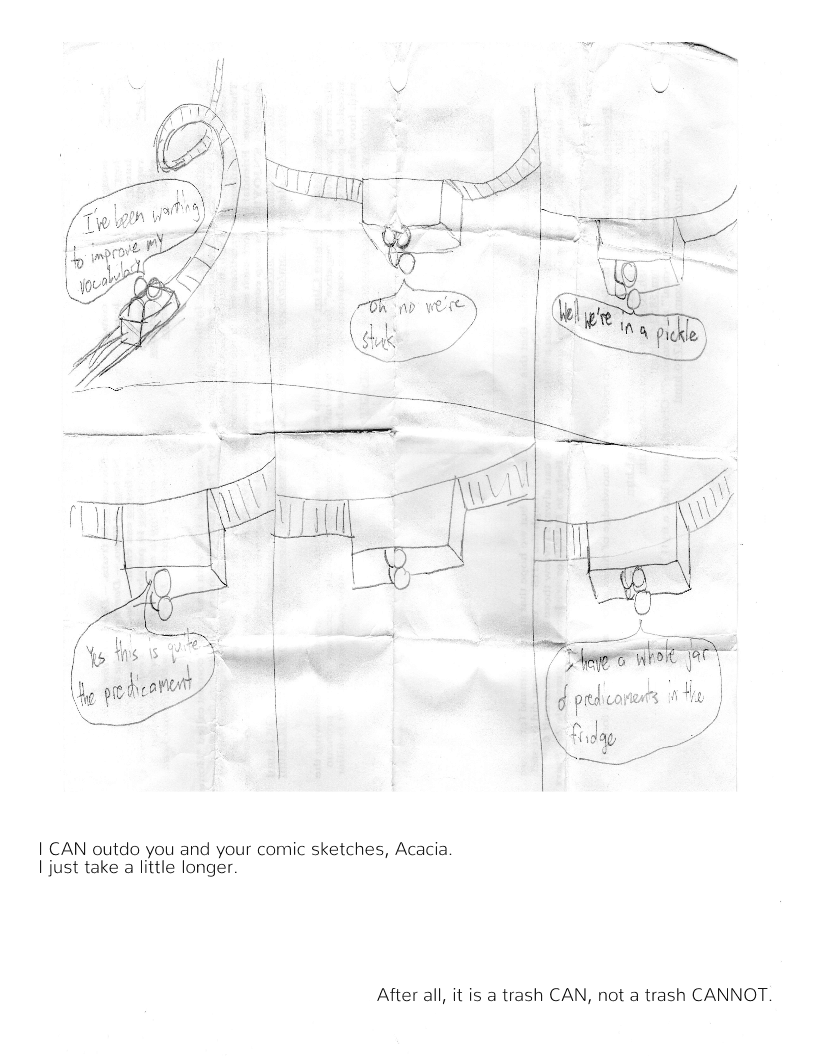 I've been wanting
to improve my
vocabulary
oh no we're
stuk
Well we're in a pickle
Yes this is quite
the predicament
I have a whole jar
of predicaments in the
fridge
I CAN outdo you and your comic sketches, Acacia.
I just take a little longer.
After all, it is a trash CAN, not a trash CANNOT.